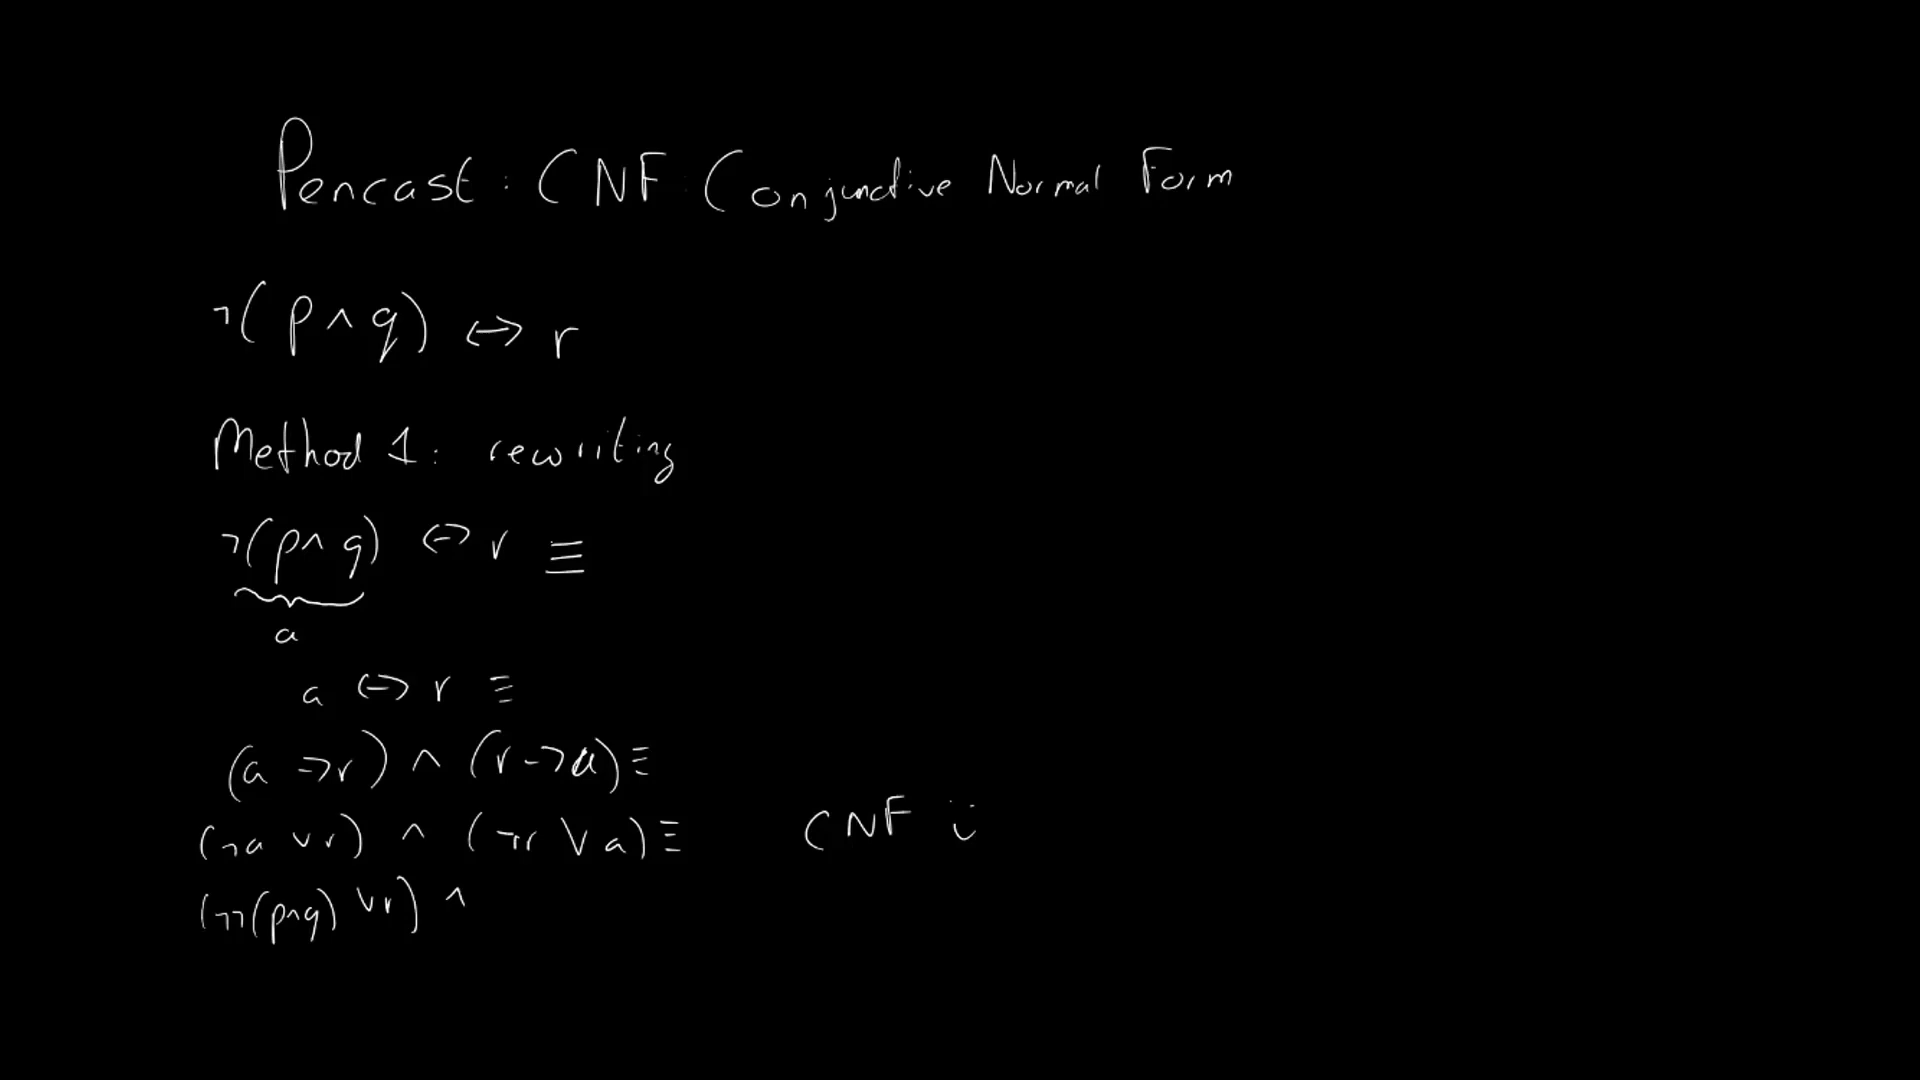 Pencast: CNF (Conjunctive Normal Form
¬(p ∧ q) ↔ r
Method 1: rewriting
¬(p ∧ q) ↔ r ≡
a
a ↔ r ≡
(a → r) ∧ (r → a) ≡
(¬a ∨ r) ∧ (¬r ∨ a) ≡ CNF ü
(¬¬(p ∧ q) ∨ r) ∧